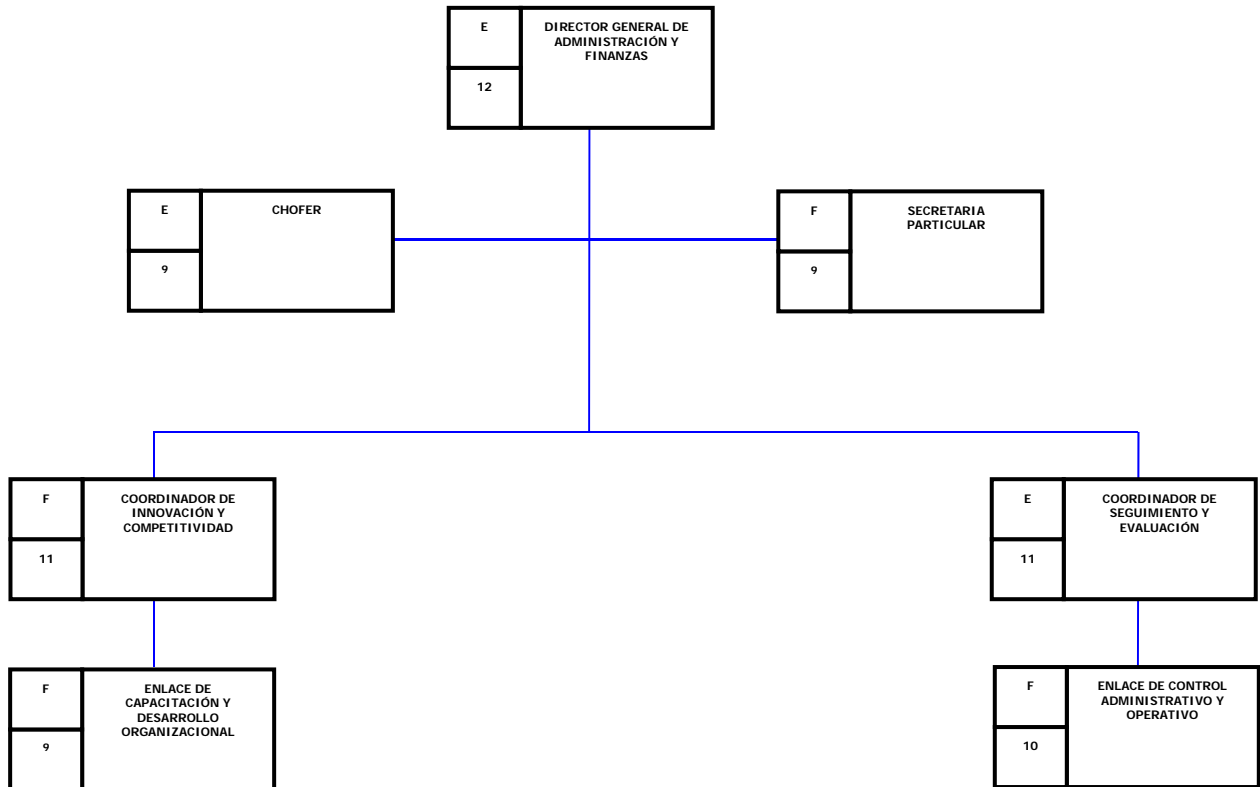 E
DIRECTOR GENERAL DE
ADMINISTRACIÓN Y
FINANZAS
12
E
CHOFER
9
F
SECRETARIA
PARTICULAR
9
F
COORDINADOR DE
INNOVACIÓN Y
COMPETITIVIDAD
11
E
COORDINADOR DE
SEGUIMIENTO Y
EVALUACIÓN
11
F
ENLACE DE
CAPACITACIÓN Y
DESARROLLO
ORGANIZACIONAL
9
F
ENLACE DE CONTROL
ADMINISTRATIVO Y
OPERATIVO
10